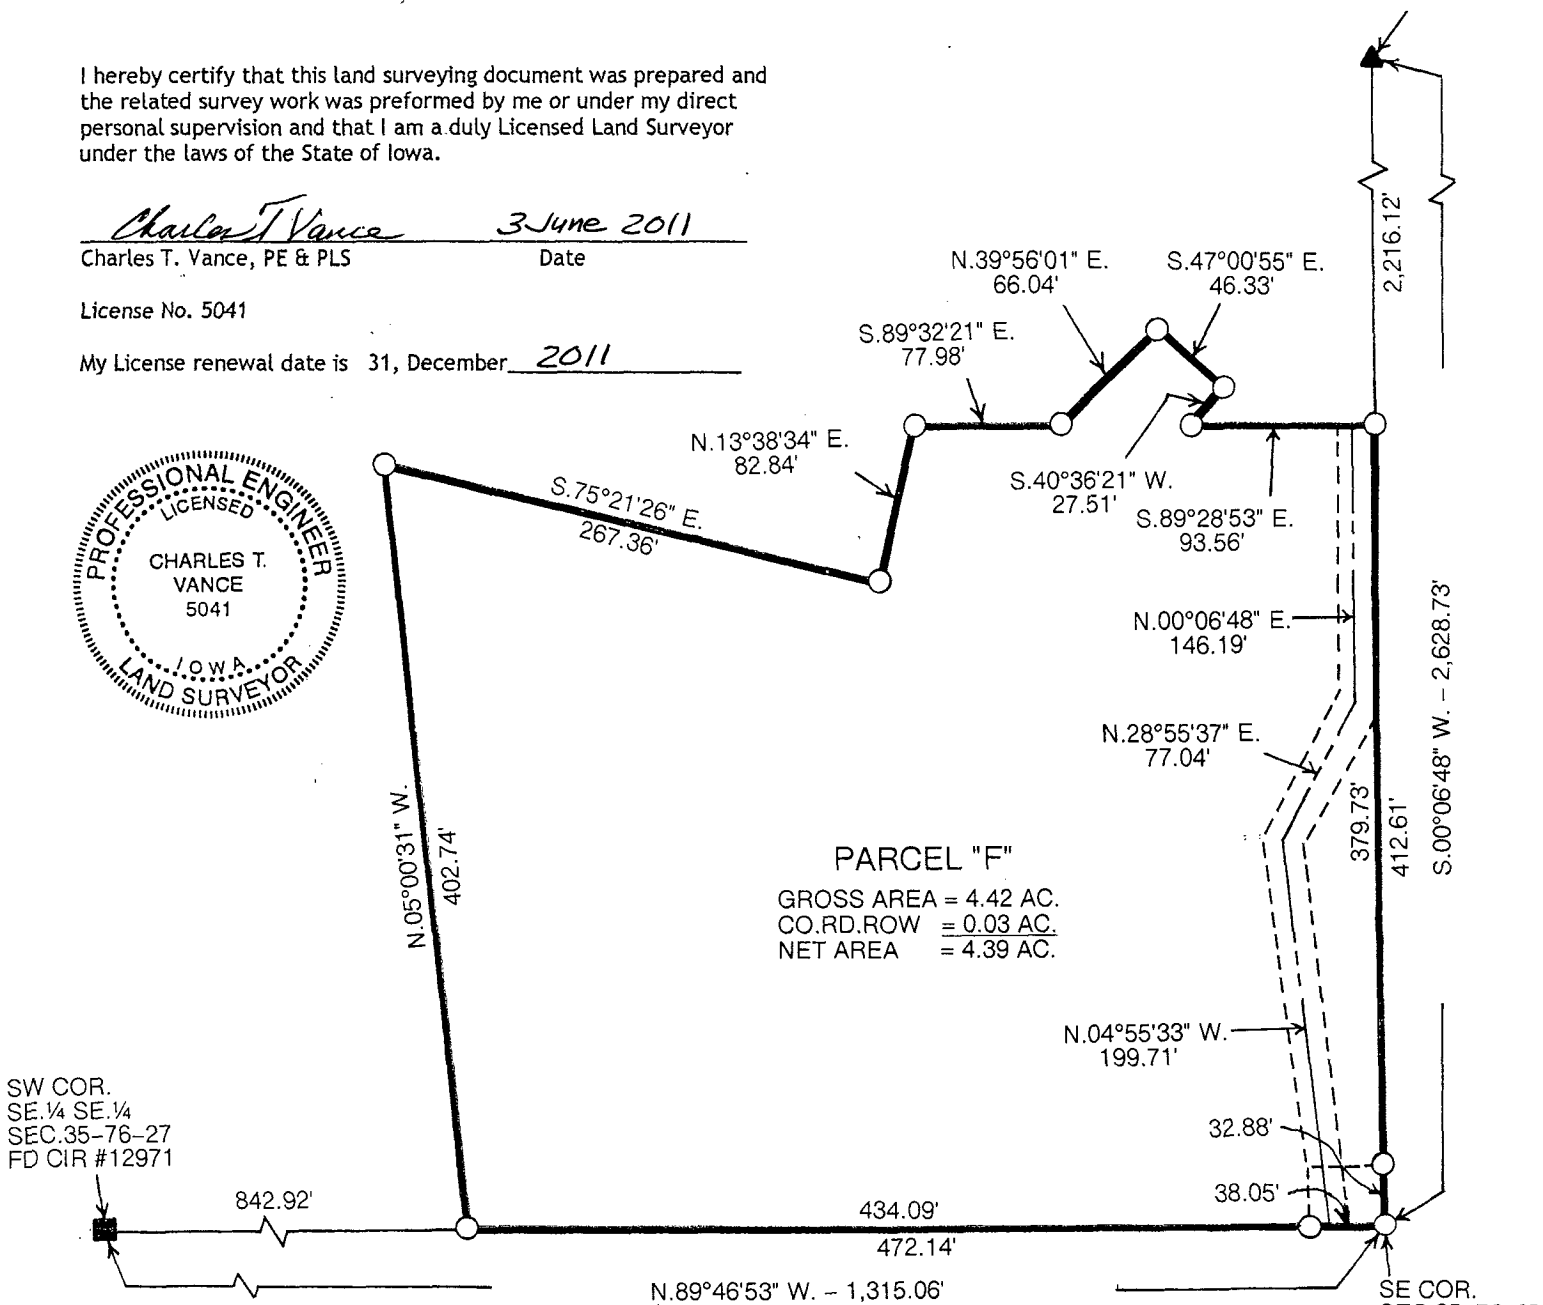 I hereby certify that this land surveying document was prepared and
the related survey work was preformed by me or under my direct
personal supervision and that I am a duly Licensed Land Surveyor
under the laws of the State of Iowa.
Charles T Vance 3 June 2011
Charles T. Vance, PE & PLS Date
License No. 5041
My License renewal date is 31, December 2011
PROFESSIONAL ENGINEER
LICENSED
CHARLES T.
VANCE
5041
IOWA
LAND SURVEYOR
2,216.12'
N.39°56'01" E.
66.04'
S.47°00'55" E.
46.33'
S.89°32'21" E.
77.98'
N.13°38'34" E.
82.84'
S.75°21'26" E.
267.36'
S.40°36'21" W.
27.51'
S.89°28'53" E.
93.56'
N.00°06'48" E.
146.19'
N.28°55'37" E.
77.04'
S.00°06'48" W. – 2,628.73'
379.73'
412.61'
N.05°00'31" W.
402.74'
PARCEL "F"
GROSS AREA = 4.42 AC.
CO.RD.ROW = 0.03 AC.
NET AREA = 4.39 AC.
N.04°55'33" W.
199.71'
32.88'
38.05'
SW COR.
SE.¼ SE.¼
SEC.35–76–27
FD CIR #12971
842.92'
434.09'
472.14'
N.89°46'53" W. – 1,315.06'
SE COR.